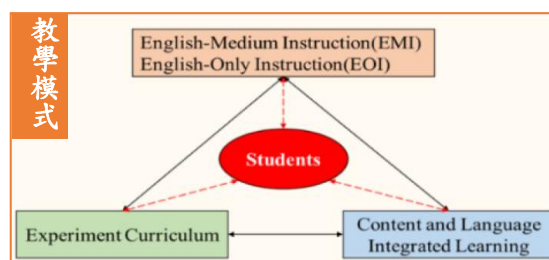 教學模式
English-Medium Instruction(EMI)
English-Only Instruction(EOI)
Students
Experiment Curriculum
Content and Language
Integrated Learning